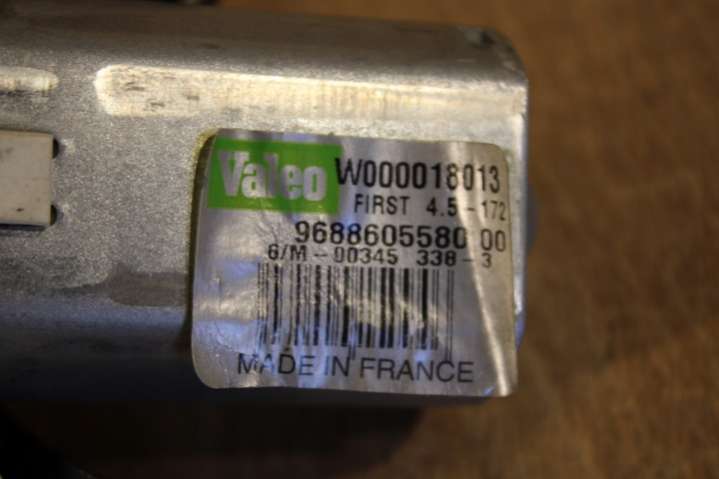 Valeo W000018013
FIRST 4.5-172
9688605580 00
6/M-00345 338-3
MADE IN FRANCE